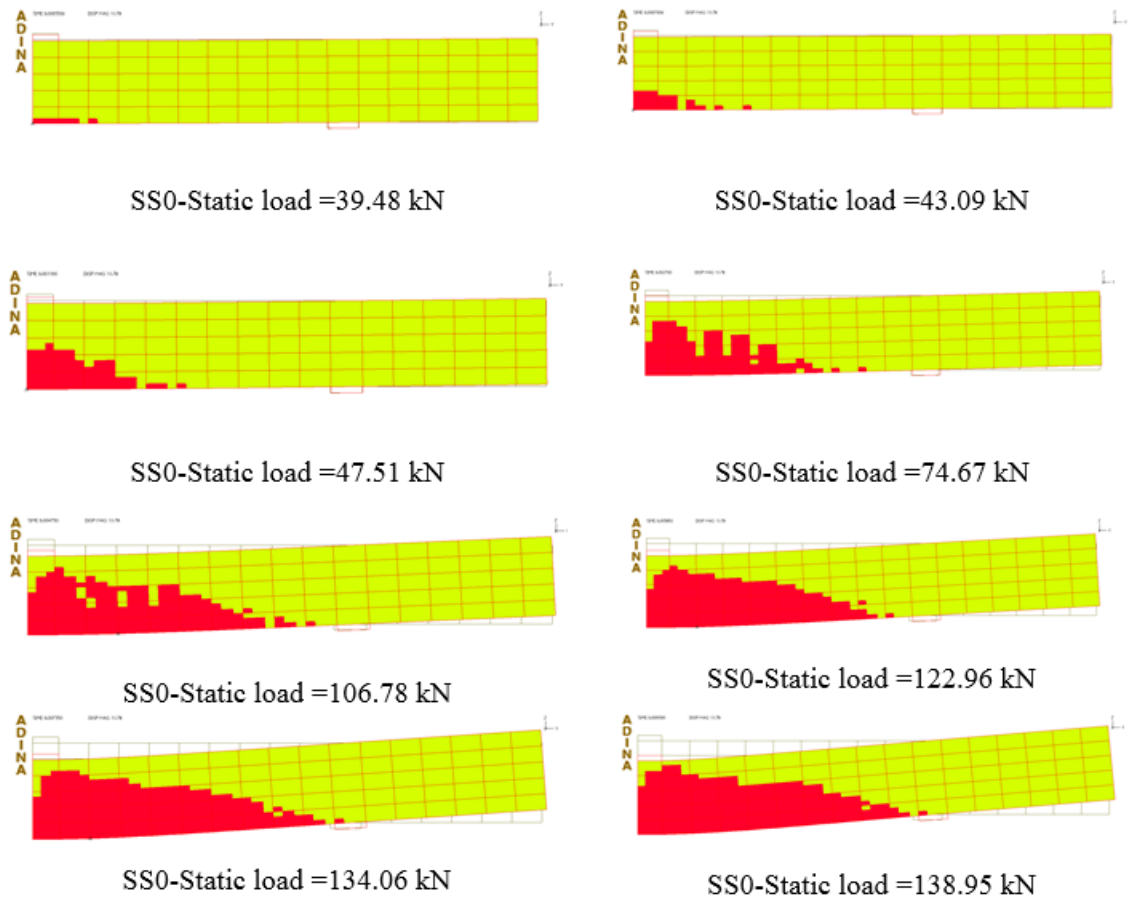 ADINA
ADINA
SS0-Static load =39.48 kN
SS0-Static load =43.09 kN
ADINA
ADINA
SS0-Static load =47.51 kN
SS0-Static load =74.67 kN
ADINA
ADINA
SS0-Static load =106.78 kN
SS0-Static load =122.96 kN
ADINA
ADINA
SS0-Static load =134.06 kN
SS0-Static load =138.95 kN